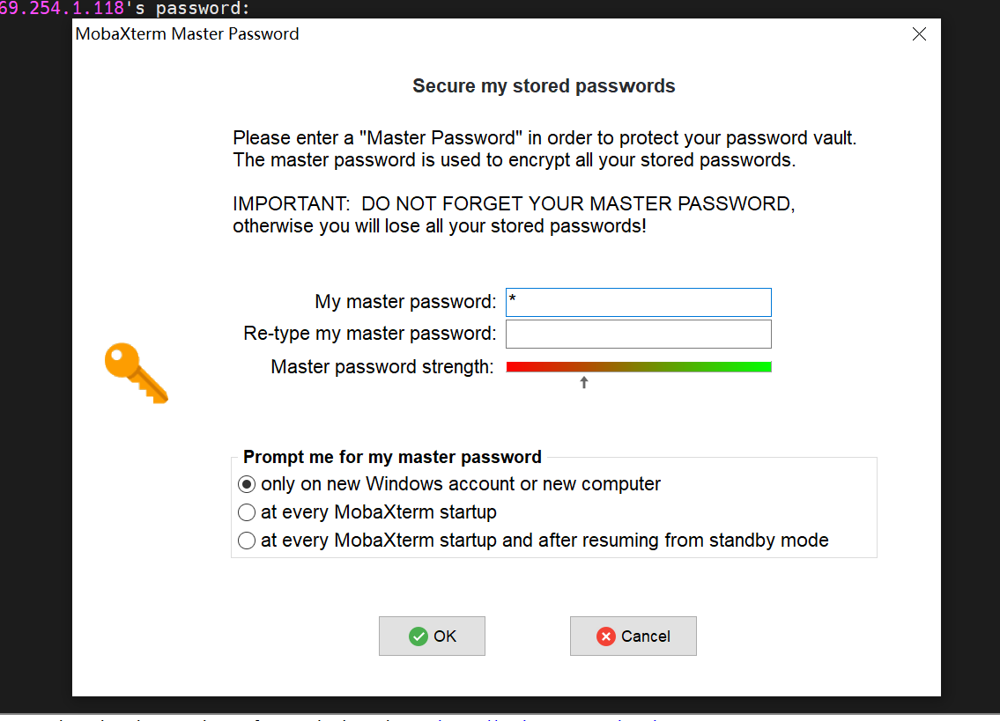 69.254.1.118's password:
MobaXterm Master Password
Secure my stored passwords
Please enter a "Master Password" in order to protect your password vault.
The master password is used to encrypt all your stored passwords.
IMPORTANT:  DO NOT FORGET YOUR MASTER PASSWORD,
otherwise you will lose all your stored passwords!
My master password: *
Re-type my master password:
Master password strength:
Prompt me for my master password
only on new Windows account or new computer
at every MobaXterm startup
at every MobaXterm startup and after resuming from standby mode
OK Cancel